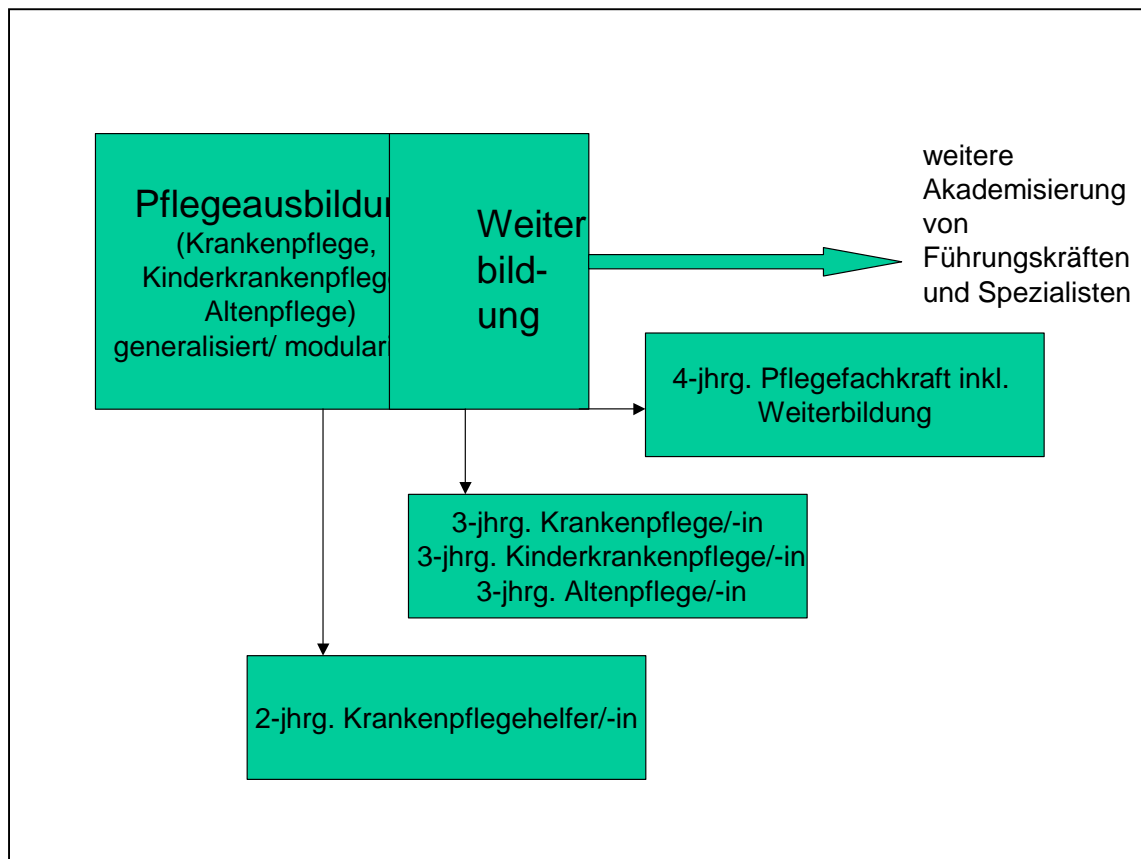 Pflegeausbildun
(Krankenpflege,
Kinderkrankenpfleg
Altenpflege)
generalisiert/ modulari
Weiter
bild-
ung
weitere
Akademisierung
von
Führungskräften
und Spezialisten
4-jhrg. Pflegefachkraft inkl.
Weiterbildung
3-jhrg. Krankenpflege/-in
3-jhrg. Kinderkrankenpflege/-in
3-jhrg. Altenpflege/-in
2-jhrg. Krankenpflegehelfer/-in